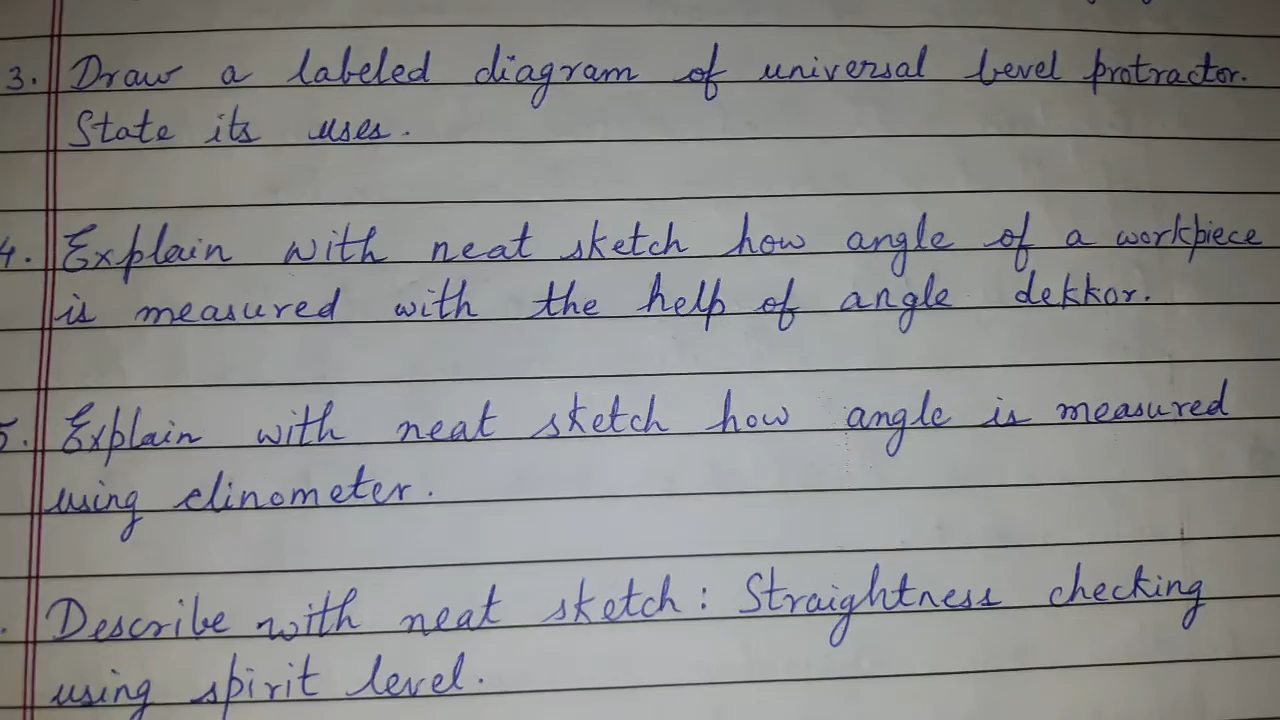 3. Draw a labeled diagram of universal bevel protractor.
State its uses.
4. Explain with neat sketch how angle of a workpiece
is measured with the help of angle dekkor.
5. Explain with neat sketch how angle is measured
using clinometer.
. Describe with neat sketch: Straightness checking
using spirit level.